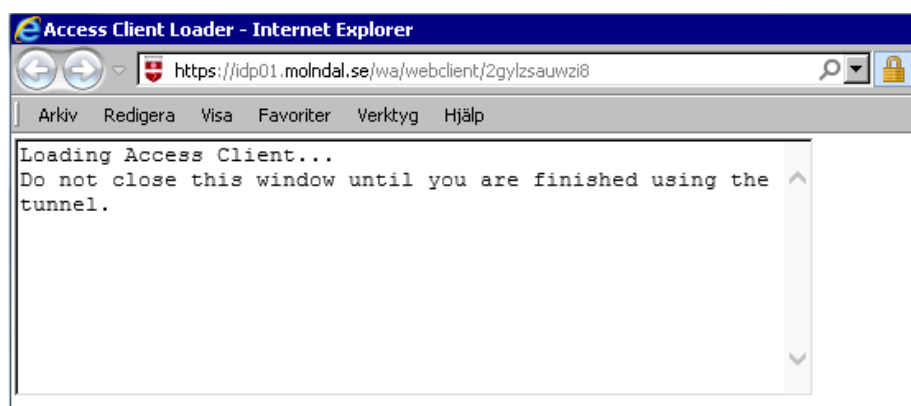 Access Client Loader - Internet Explorer
https://idp01.molndal.se/wa/webclient/2gylzsauwzi8
Arkiv Redigera Visa Favoriter Verktyg Hjälp
Loading Access Client...
Do not close this window until you are finished using the
tunnel.